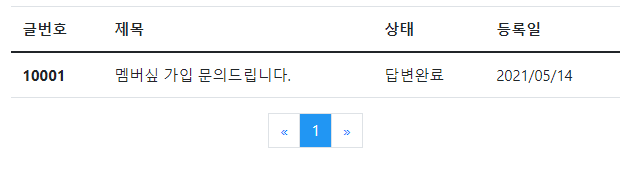 글번호 제목 상태 등록일
10001 멤버싶 가입 문의드립니다. 답변완료 2021/05/14
« 1 »